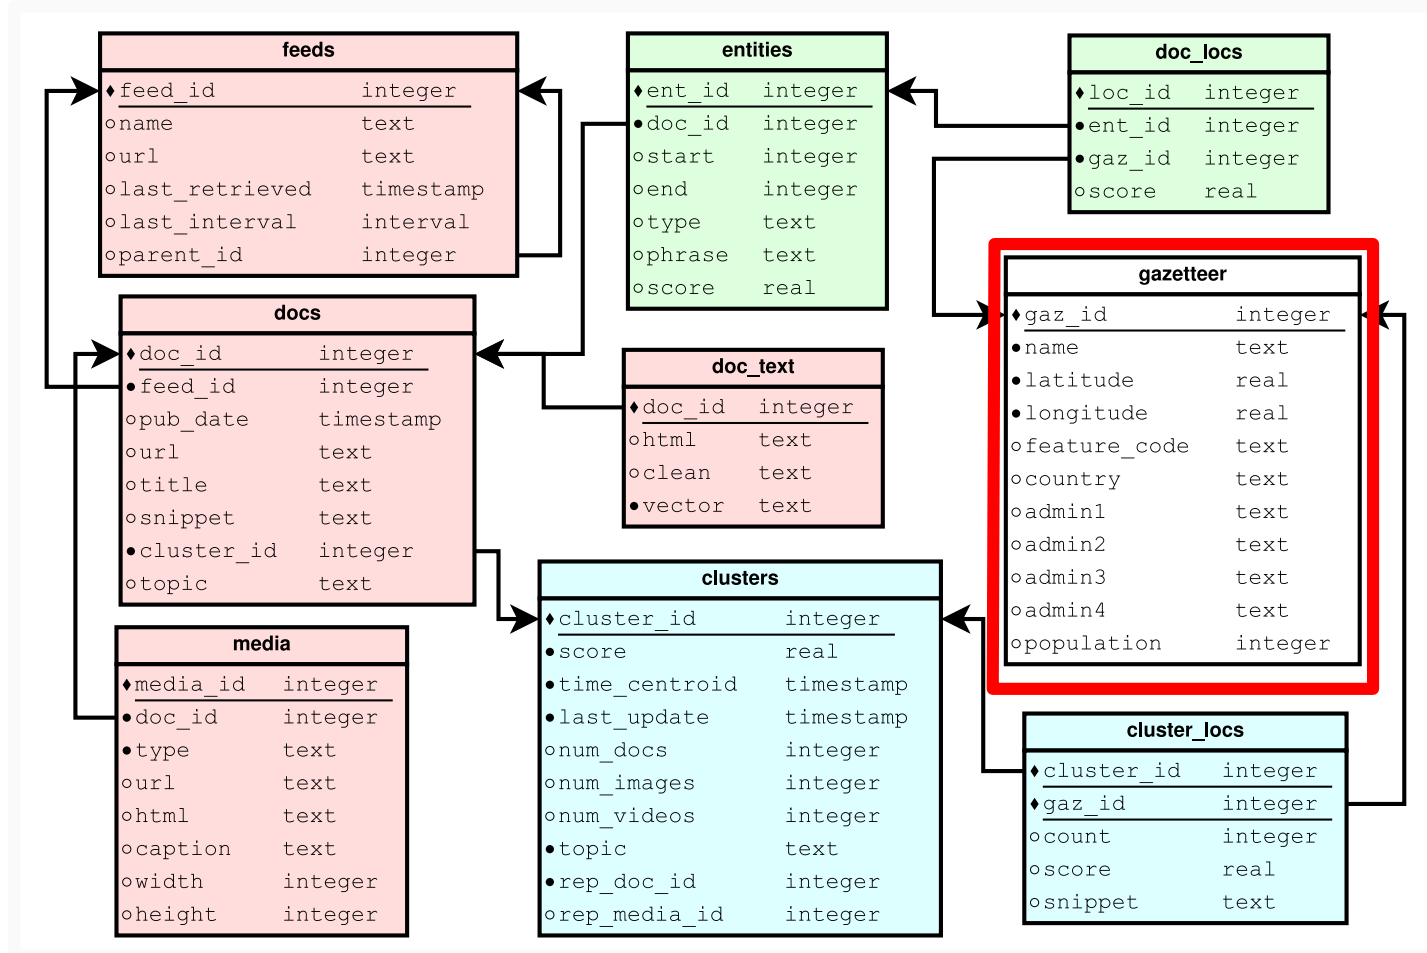 feeds
feed_id integer
name text
url text
last_retrieved timestamp
last_interval interval
parent_id integer
docs
doc_id integer
feed_id integer
pub_date timestamp
url text
title text
snippet text
cluster_id integer
topic text
media
media_id integer
doc_id integer
type text
url text
html text
caption text
width integer
height integer
entities
ent_id integer
doc_id integer
start integer
end integer
type text
phrase text
score real
doc_text
doc_id integer
html text
clean text
vector text
clusters
cluster_id integer
score real
time_centroid timestamp
last_update timestamp
num_docs integer
num_images integer
num_videos integer
topic text
rep_doc_id integer
rep_media_id integer
doc_locs
loc_id integer
ent_id integer
gaz_id integer
score real
gazetteer
gaz_id integer
name text
latitude real
longitude real
feature_code text
country text
admin1 text
admin2 text
admin3 text
admin4 text
population integer
cluster_locs
cluster_id integer
gaz_id integer
count integer
score real
snippet text